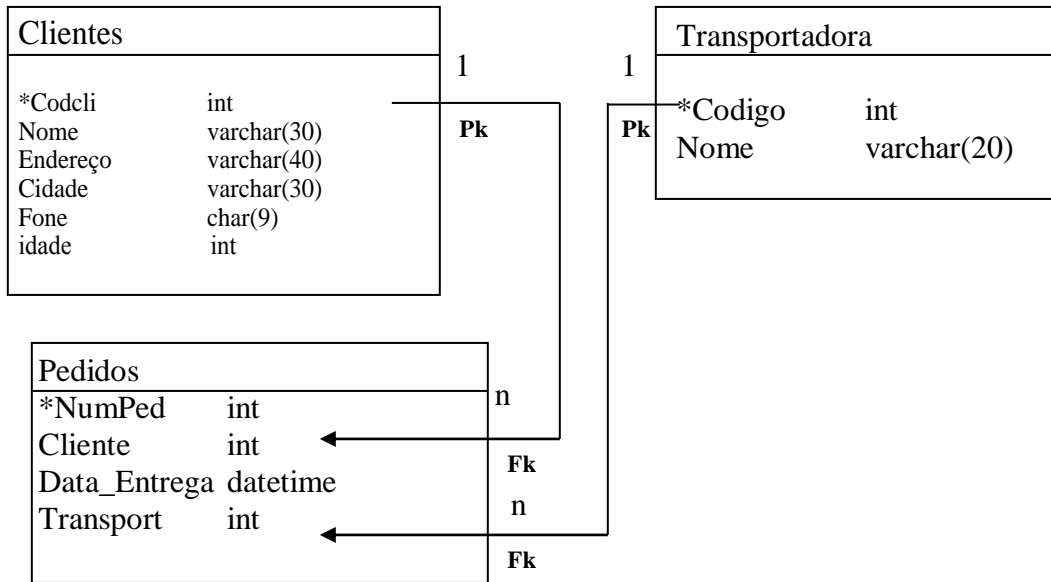 Clientes
1
*Codcli int
Pk
Nome varchar(30)
Endereço varchar(40)
Cidade varchar(30)
Fone char(9)
idade int
Transportadora
1
*Codigo int
Pk
Nome varchar(20)
Pedidos
n
*NumPed int
Cliente int
Fk
Data_Entrega datetime
n
Transport int
Fk